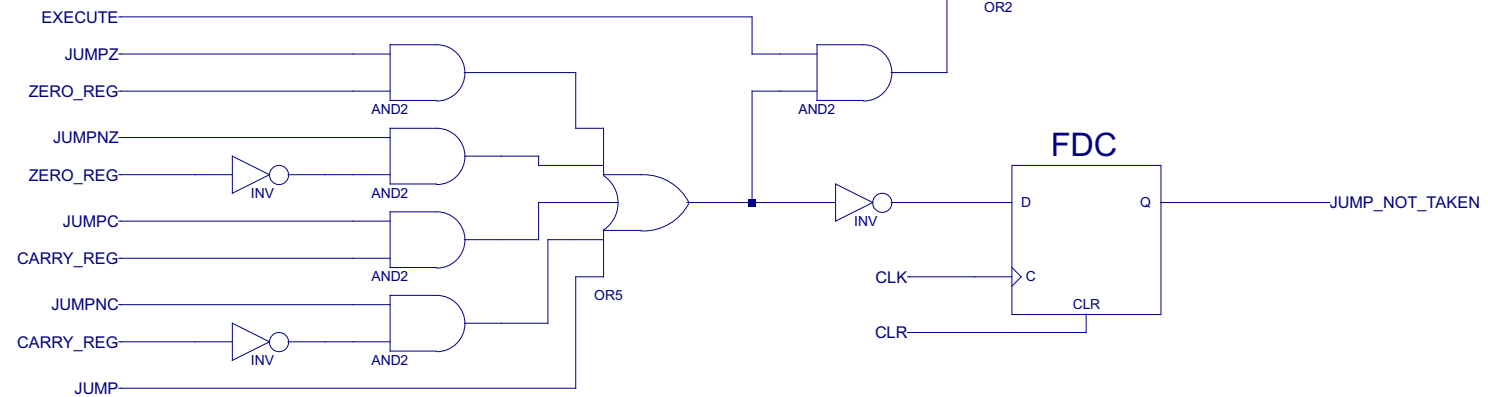 EXECUTE
OR2
JUMPZ
ZERO_REG
AND2
AND2
JUMPNZ
FDC
ZERO_REG
INV
AND2
D
Q
JUMP_NOT_TAKEN
INV
JUMPC
CARRY_REG
AND2
CLK
C
JUMPNC
OR5
CLR
CLR
CARRY_REG
INV
AND2
JUMP